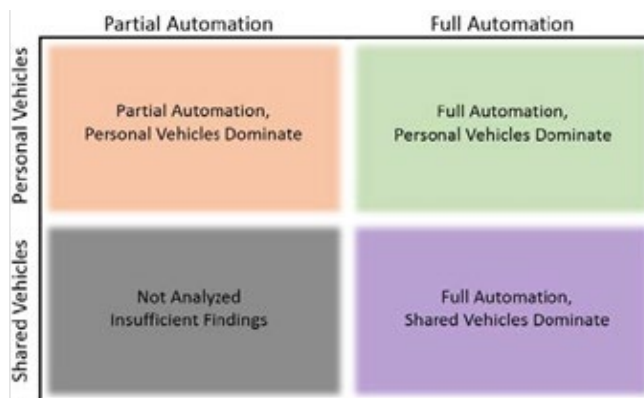 Partial Automation
Full Automation
Personal Vehicles
Partial Automation,
Personal Vehicles Dominate
Full Automation,
Personal Vehicles Dominate
Shared Vehicles
Not Analyzed
Insufficient Findings
Full Automation,
Shared Vehicles Dominate